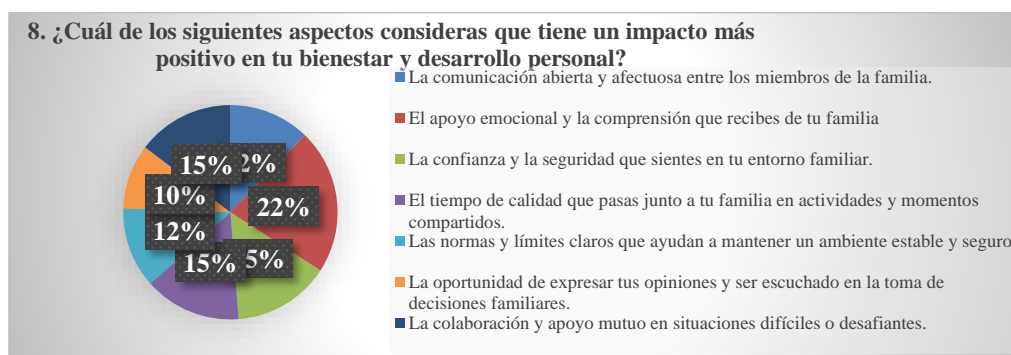 8. ¿Cuál de los siguientes aspectos consideras que tiene un impacto más
positivo en tu bienestar y desarrollo personal?
La comunicación abierta y afectuosa entre los miembros de la familia.
El apoyo emocional y la comprensión que recibes de tu familia
La confianza y la seguridad que sientes en tu entorno familiar.
El tiempo de calidad que pasas junto a tu familia en actividades y momentos
compartidos.
Las normas y límites claros que ayudan a mantener un ambiente estable y seguro
La oportunidad de expresar tus opiniones y ser escuchado en la toma de
decisiones familiares.
La colaboración y apoyo mutuo en situaciones difíciles o desafiantes.
15%
2%
10%
22%
12%
15%
5%